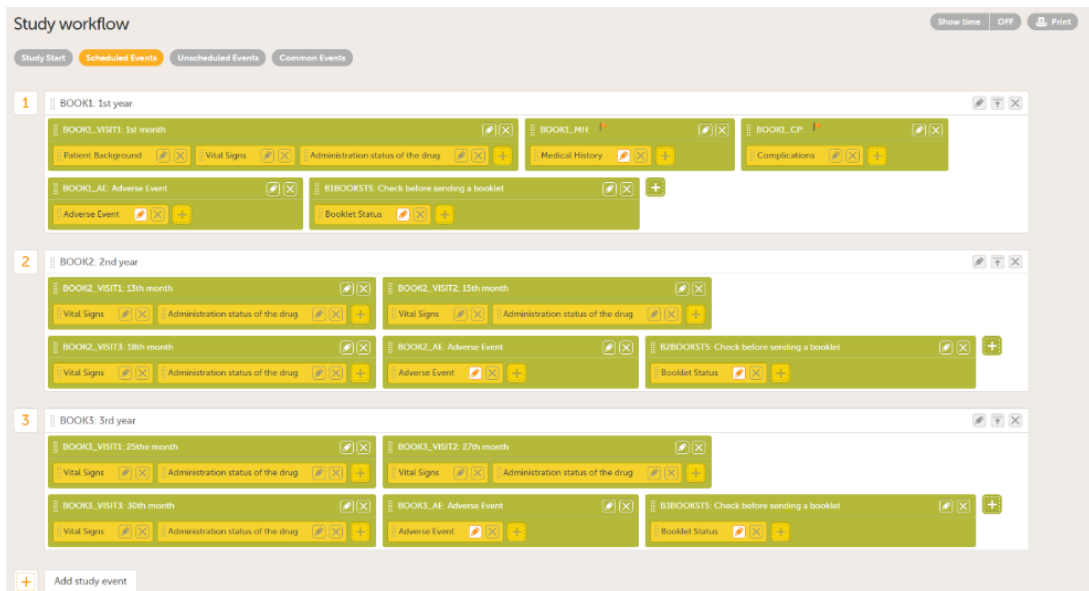 Study workflow
Show time OFF Print
Study Start Scheduled Events Unscheduled Events Common Events
1 BOOK1: 1st year
BOOK1_VISIT1: 1st month BOOK1_MH: BOOK1_CP:
Patient Background Vital Signs Administration status of the drug Medical History Complications
BOOK1_AE: Adverse Event B1BOOKSTS: Check before sending a booklet
Adverse Event Booklet Status
2 BOOK2: 2nd year
BOOK2_VISIT1: 13th month BOOK2_VISIT2: 15th month
Vital Signs Administration status of the drug Vital Signs Administration status of the drug
BOOK2_VISIT3: 18th month BOOK2_AE: Adverse Event B2BOOKSTS: Check before sending a booklet
Vital Signs Administration status of the drug Adverse Event Booklet Status
3 BOOK3: 3rd year
BOOK3_VISIT1: 25the month BOOK3_VISIT2: 27th month
Vital Signs Administration status of the drug Vital Signs Administration status of the drug
BOOK3_VISIT3: 30th month BOOK3_AE: Adverse Event B3BOOKSTS: Check before sending a booklet
Vital Signs Administration status of the drug Adverse Event Booklet Status
Add study event